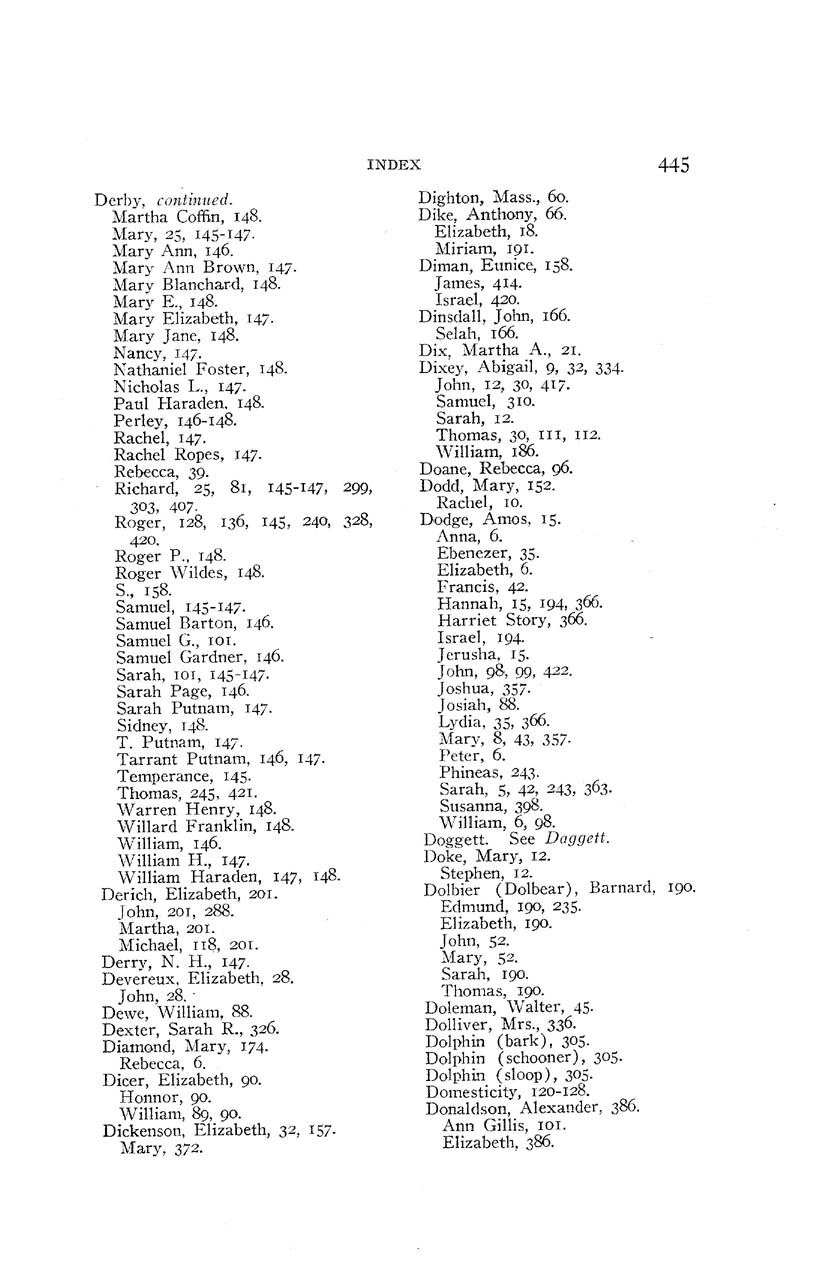 INDEX 445
Derby, continued.
Martha Coffin, 148.
Mary, 25, 145-147.
Mary Ann, 146.
Mary Ann Brown, 147.
Mary Blanchard, 148.
Mary E., 148.
Mary Elizabeth, 147.
Mary Jane, 148.
Nancy, 147.
Nathaniel Foster, 148.
Nicholas L., 147.
Paul Haraden, 148.
Perley, 146-148.
Rachel, 147.
Rachel Ropes, 147.
Rebecca, 39.
Richard, 25, 81, 145-147, 299,
303, 407.
Roger, 128, 136, 145, 240, 328,
420.
Roger P., 148.
Roger Wildes, 148.
S., 158.
Samuel, 145-147.
Samuel Barton, 146.
Samuel G., 101.
Samuel Gardner, 146.
Sarah, 101, 145-147.
Sarah Page, 146.
Sarah Putnam, 147.
Sidney, 148.
T. Putnam, 147.
Tarrant Putnam, 146, 147.
Temperance, 145.
Thomas, 245, 421.
Warren Henry, 148.
Willard Franklin, 148.
William, 146.
William H., 147.
William Haraden, 147, 148.
Derich, Elizabeth, 201.
John, 201, 288.
Martha, 201.
Michael, 118, 201.
Derry, N. H., 147.
Devereux, Elizabeth, 28.
John, 28.
Dewe, William, 88.
Dexter, Sarah R., 326.
Diamond, Mary, 174.
Rebecca, 6.
Dicer, Elizabeth, 90.
Honnor, 90.
William, 89, 90.
Dickenson, Elizabeth, 32, 157.
Mary, 372.
Dighton, Mass., 60.
Dike, Anthony, 66.
Elizabeth, 18.
Miriam, 191.
Diman, Eunice, 158.
James, 414.
Israel, 420.
Dinsdall, John, 166.
Selah, 166.
Dix, Martha A., 21.
Dixey, Abigail, 9, 32, 334.
John, 12, 30, 417.
Samuel, 310.
Sarah, 12.
Thomas, 30, 111, 112.
William, 186.
Doane, Rebecca, 96.
Dodd, Mary, 152.
Rachel, 10.
Dodge, Amos, 15.
Anna, 6.
Ebenezer, 35.
Elizabeth, 6.
Francis, 42.
Hannah, 15, 194, 366.
Harriet Story, 366.
Israel, 194.
Jerusha, 15.
John, 98, 99, 422.
Joshua, 357.
Josiah, 88.
Lydia, 35, 366.
Mary, 8, 43, 357.
Peter, 6.
Phineas, 243.
Sarah, 5, 42, 243, 363.
Susanna, 398.
William, 6, 98.
Doggett. See Daggett.
Doke, Mary, 12.
Stephen, 12.
Dolbier (Dolbear), Barnard, 190.
Edmund, 190, 235.
Elizabeth, 190.
John, 52.
Mary, 52.
Sarah, 190.
Thomas, 190.
Doleman, Walter, 45.
Dolliver, Mrs., 336.
Dolphin (bark), 305.
Dolphin (schooner), 305.
Dolphin (sloop), 305.
Domesticity, 120-128.
Donaldson, Alexander, 386.
Ann Gillis, 101.
Elizabeth, 386.